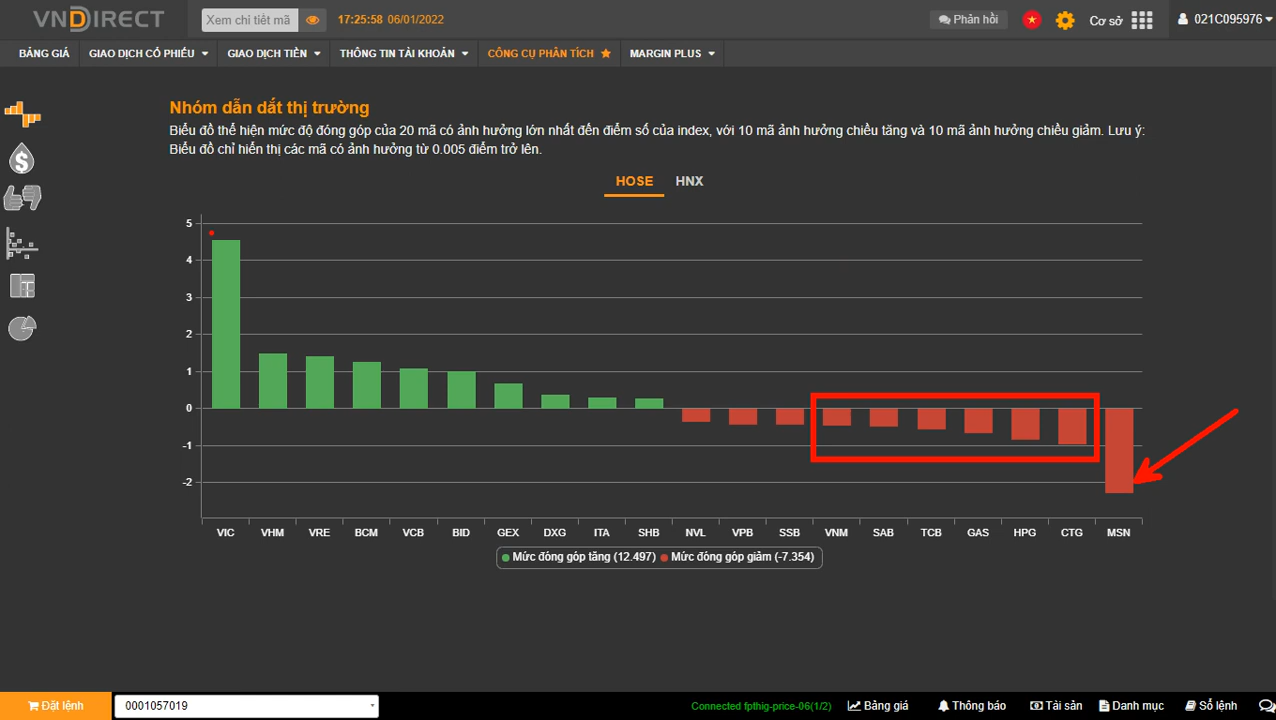 VNDIRECT
Xem chi tiết mã
17:25:58 06/01/2022
Phản hồi
Cơ sở
021C095976
BẢNG GIÁ
GIAO DỊCH CỔ PHIẾU
GIAO DỊCH TIỀN
THÔNG TIN TÀI KHOẢN
CÔNG CỤ PHÂN TÍCH
MARGIN PLUS
Nhóm dẫn dắt thị trường
Biểu đồ thể hiện mức độ đóng góp của 20 mã có ảnh hưởng lớn nhất đến điểm số của index, với 10 mã ảnh hưởng chiều tăng và 10 mã ảnh hưởng chiều giảm. Lưu ý:
Biểu đồ chỉ hiển thị các mã có ảnh hưởng từ 0.005 điểm trở lên.
HOSE HNX
5
4
3
2
1
0
-1
-2
VIC VHM VRE BCM VCB BID GEX DXG ITA SHB NVL VPB SSB VNM SAB TCB GAS HPG CTG MSN
Mức đóng góp tăng (12.497) Mức đóng góp giảm (-7.354)
Đặt lệnh
0001057019
Connected fpthig-price-06(1/2)
Bảng giá
Thông báo
Tài sản
Danh mục
Sổ lệnh